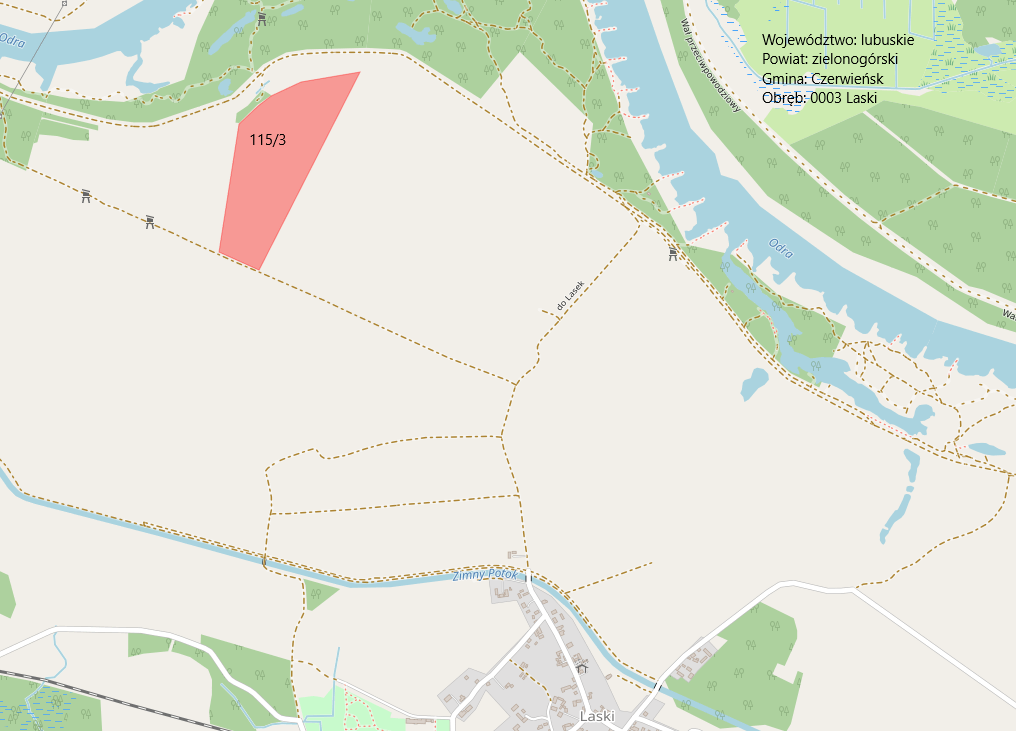 Odra
Województwo: lubuskie
Powiat: zielonogórski
Gmina: Czerwieńsk
Obręb: 0003 Laski
Wał przeciwpowodziowy
115/3
Odra
do Lasek
Wa
Zimny Potok
Laski